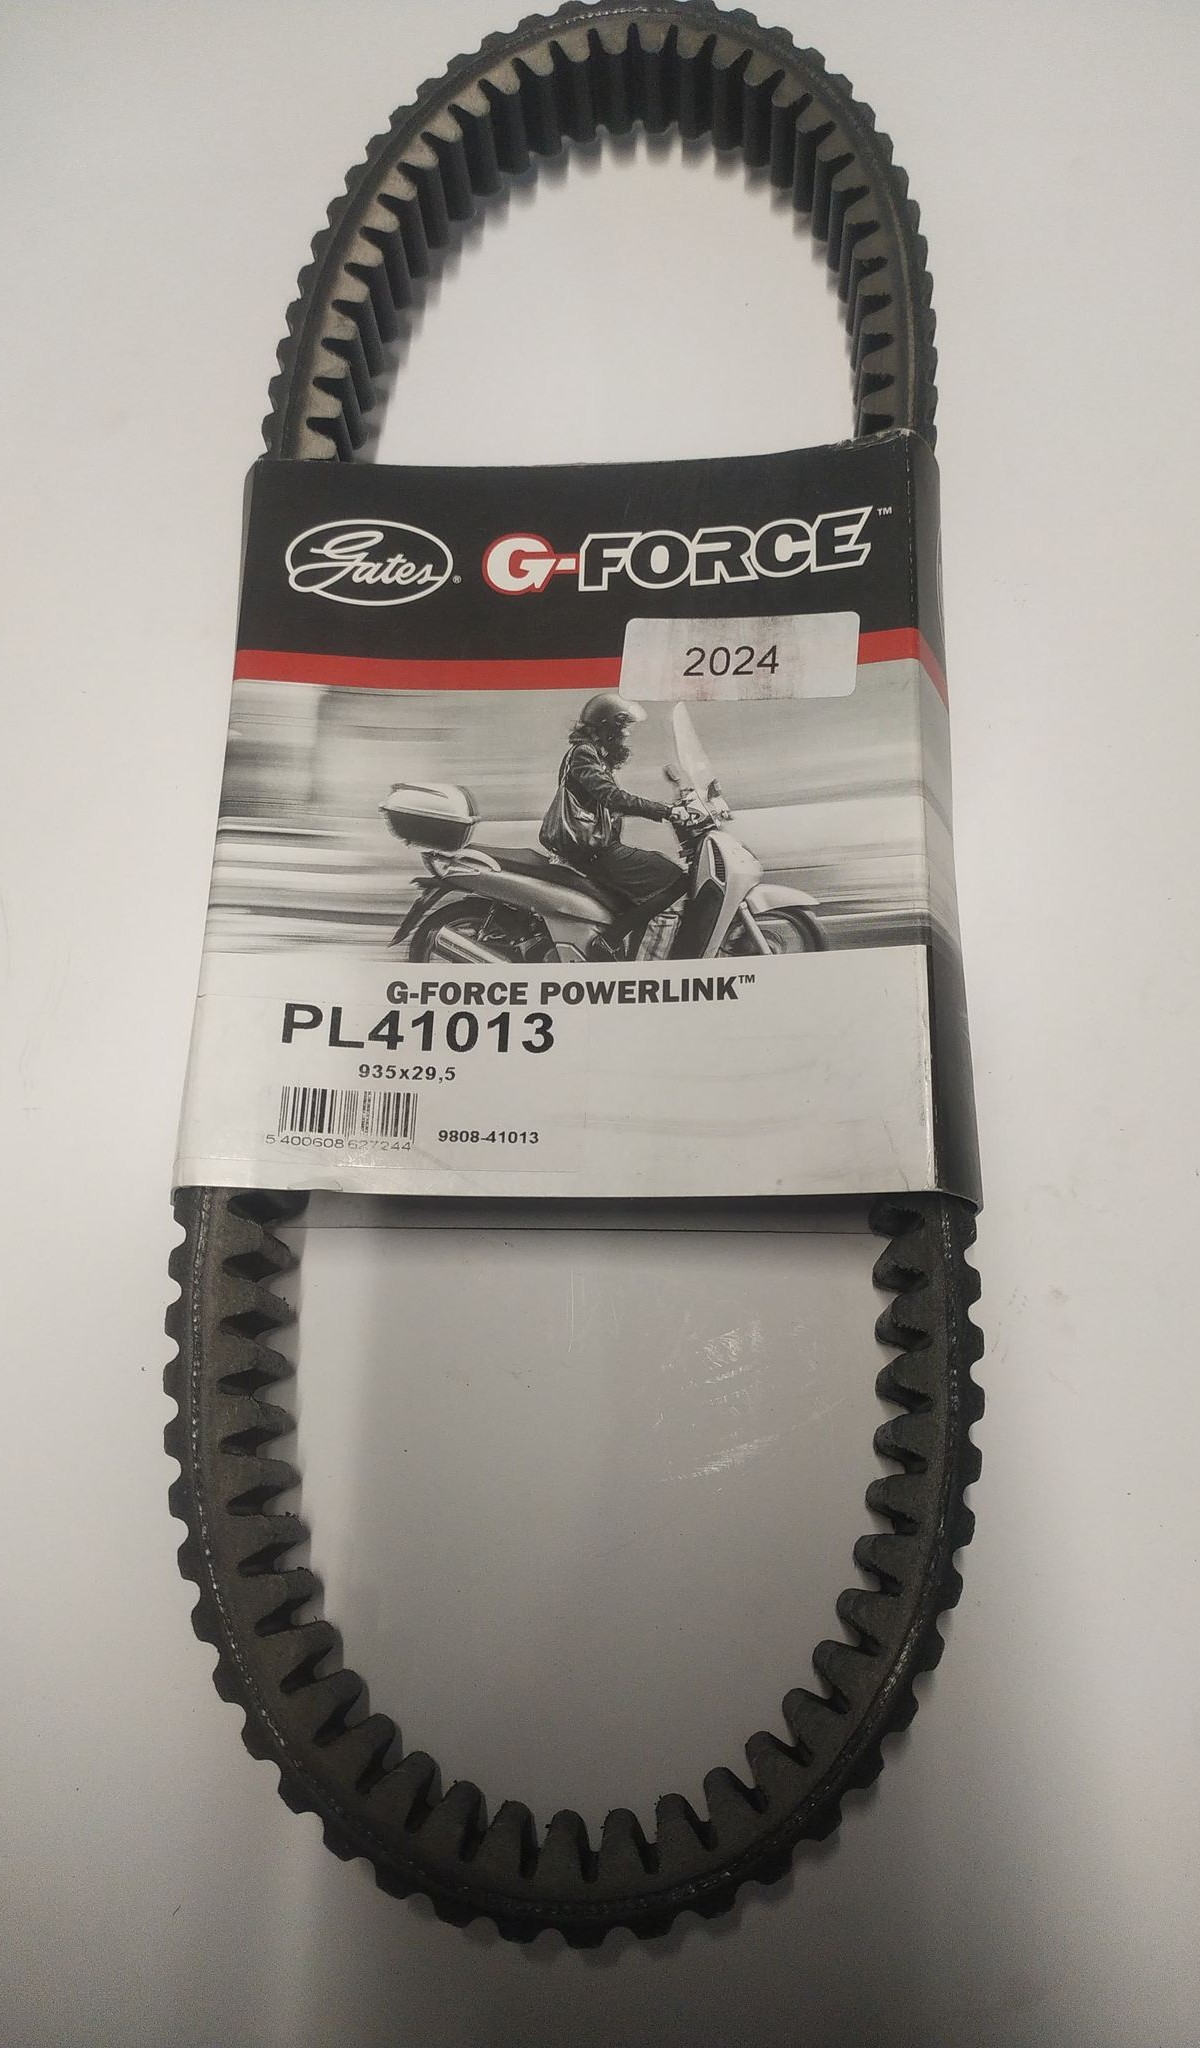 Gates® G-FORCE™
2024
G-FORCE POWERLINK™
PL41013
935x29,5
5 400608 627244
9808-41013